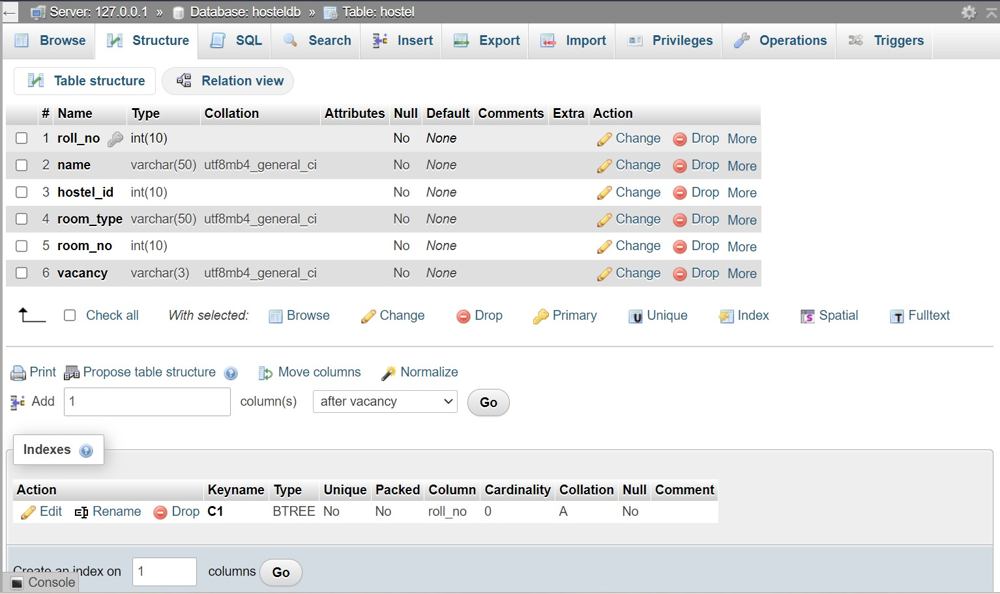 Server: 127.0.0.1 » Database: hosteldb » Table: hostel
Browse Structure SQL Search Insert Export Import Privileges Operations Triggers
Table structure Relation view
# Name Type Collation Attributes Null Default Comments Extra Action
1 roll_no int(10) No None Change Drop More
2 name varchar(50) utf8mb4_general_ci No None Change Drop More
3 hostel_id int(10) No None Change Drop More
4 room_type varchar(50) utf8mb4_general_ci No None Change Drop More
5 room_no int(10) No None Change Drop More
6 vacancy varchar(3) utf8mb4_general_ci No None Change Drop More
Check all With selected: Browse Change Drop Primary Unique Index Spatial Fulltext
Print Propose table structure Move columns Normalize
Add 1 column(s) after vacancy Go
Indexes
Action Keyname Type Unique Packed Column Cardinality Collation Null Comment
Edit Rename Drop C1 BTREE No No roll_no 0 A No
Create an index on 1 columns Go
Console